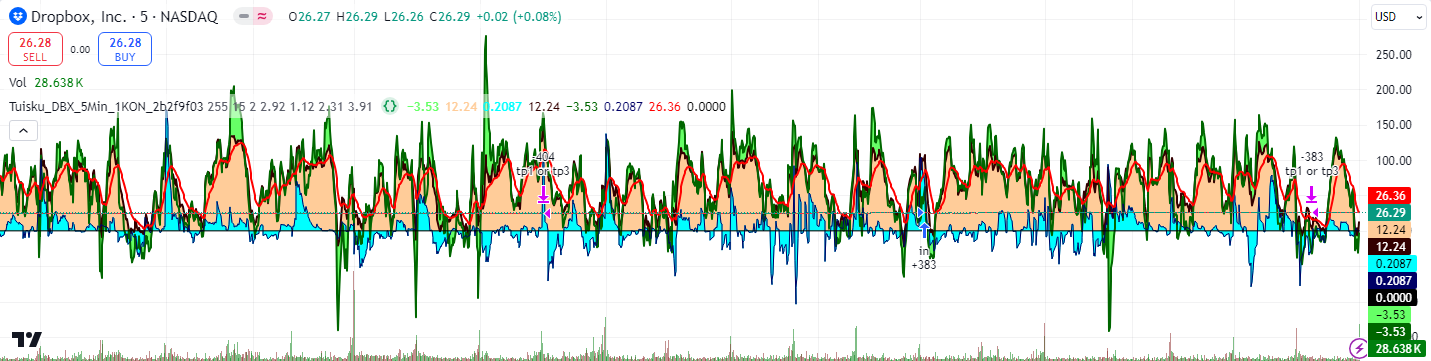 Dropbox, Inc. · 5 · NASDAQ O26.27 H26.29 L26.26 C26.29 +0.02 (+0.08%)
USD
26.28
SELL
0.00
26.28
BUY
Vol 28.638 K
Tuisku_DBX_5Min_1KON_2b2f9f03 255 15 2 2.92 1.12 2.31 3.91 {} −3.53 12.24 0.2087 12.24 −3.53 0.2087 26.36 0.0000
-404
tp1 or tp3
in
+383
-383
tp1 or tp3
250.00
200.00
150.00
100.00
26.36
26.29
12.24
12.24
0.2087
0.2087
0.0000
−3.53
−3.53
28.638 K